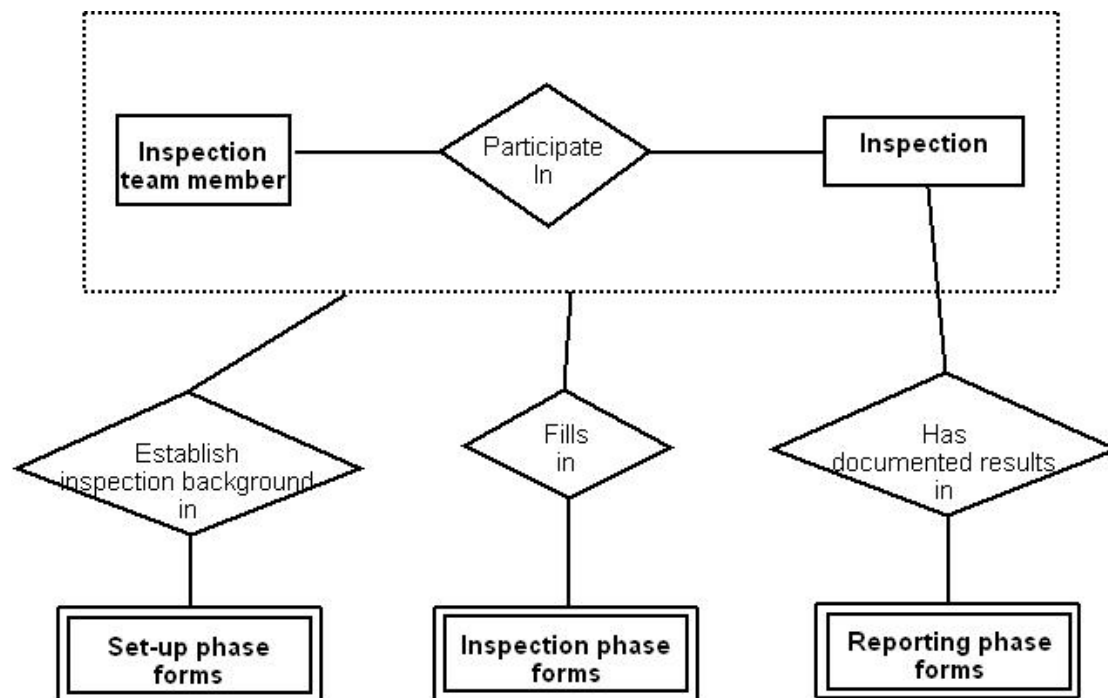 Inspection
team member
Participate
In
Inspection
Establish
inspection background
in
Fills
in
Has
documented results
in
Set-up phase
forms
Inspection phase
forms
Reporting phase
forms